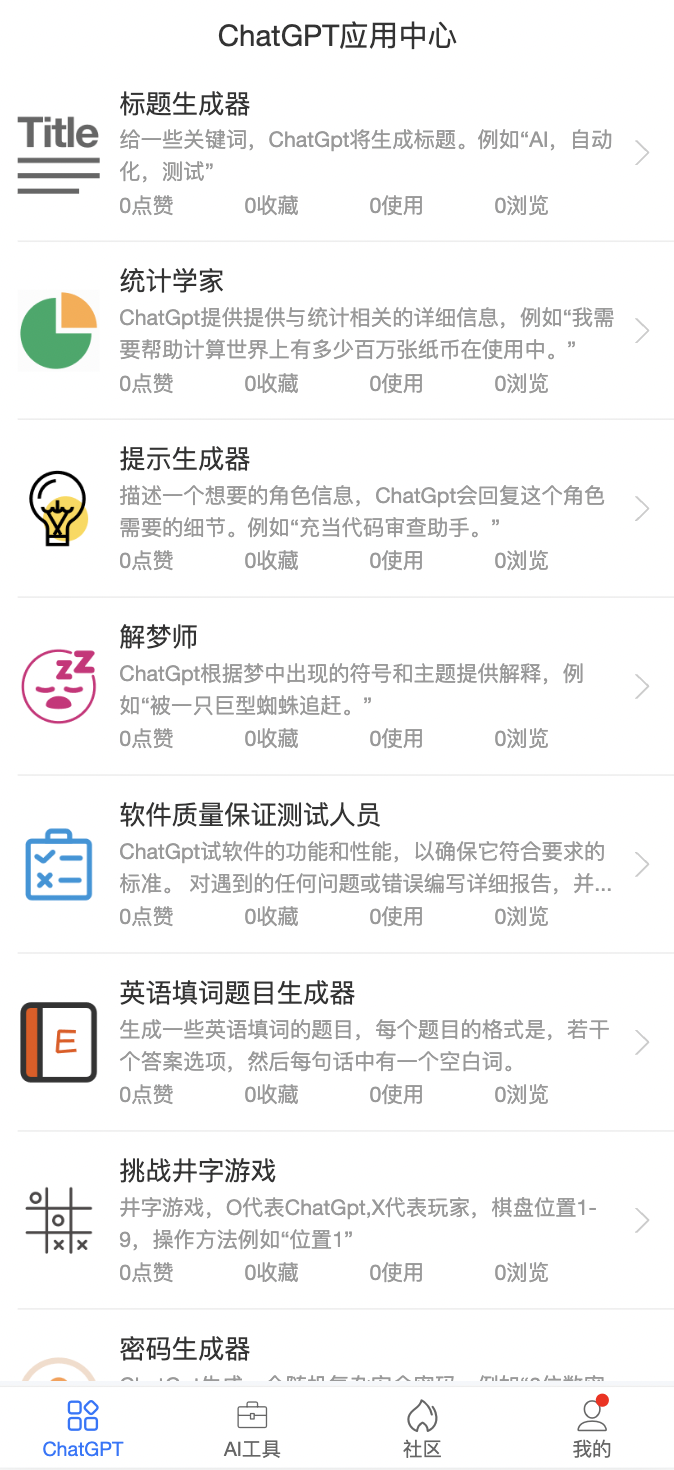 ChatGPT应用中心
标题生成器
Title
给一些关键词，ChatGpt将生成标题。例如“AI，自动
化，测试”
0点赞 0收藏 0使用 0浏览
统计学家
ChatGpt提供提供与统计相关的详细信息，例如“我需
要帮助计算世界上有多少百万张纸币在使用中。”
0点赞 0收藏 0使用 0浏览
提示生成器
描述一个想要的角色信息，ChatGpt会回复这个角色
需要的细节。例如“充当代码审查助手。”
0点赞 0收藏 0使用 0浏览
解梦师
ChatGpt根据梦中出现的符号和主题提供解释，例
如“被一只巨型蜘蛛追赶。”
0点赞 0收藏 0使用 0浏览
软件质量保证测试人员
ChatGpt试软件的功能和性能，以确保它符合要求的
标准。 对遇到的任何问题或错误编写详细报告，并...
0点赞 0收藏 0使用 0浏览
英语填词题目生成器
E
生成一些英语填词的题目，每个题目的格式是，若干
个答案选项，然后每句话中有一个空白词。
0点赞 0收藏 0使用 0浏览
挑战井字游戏
井字游戏，O代表ChatGpt,X代表玩家，棋盘位置1-
9，操作方法例如“位置1”
0点赞 0收藏 0使用 0浏览
密码生成器
ChatGPT AI工具 社区 我的